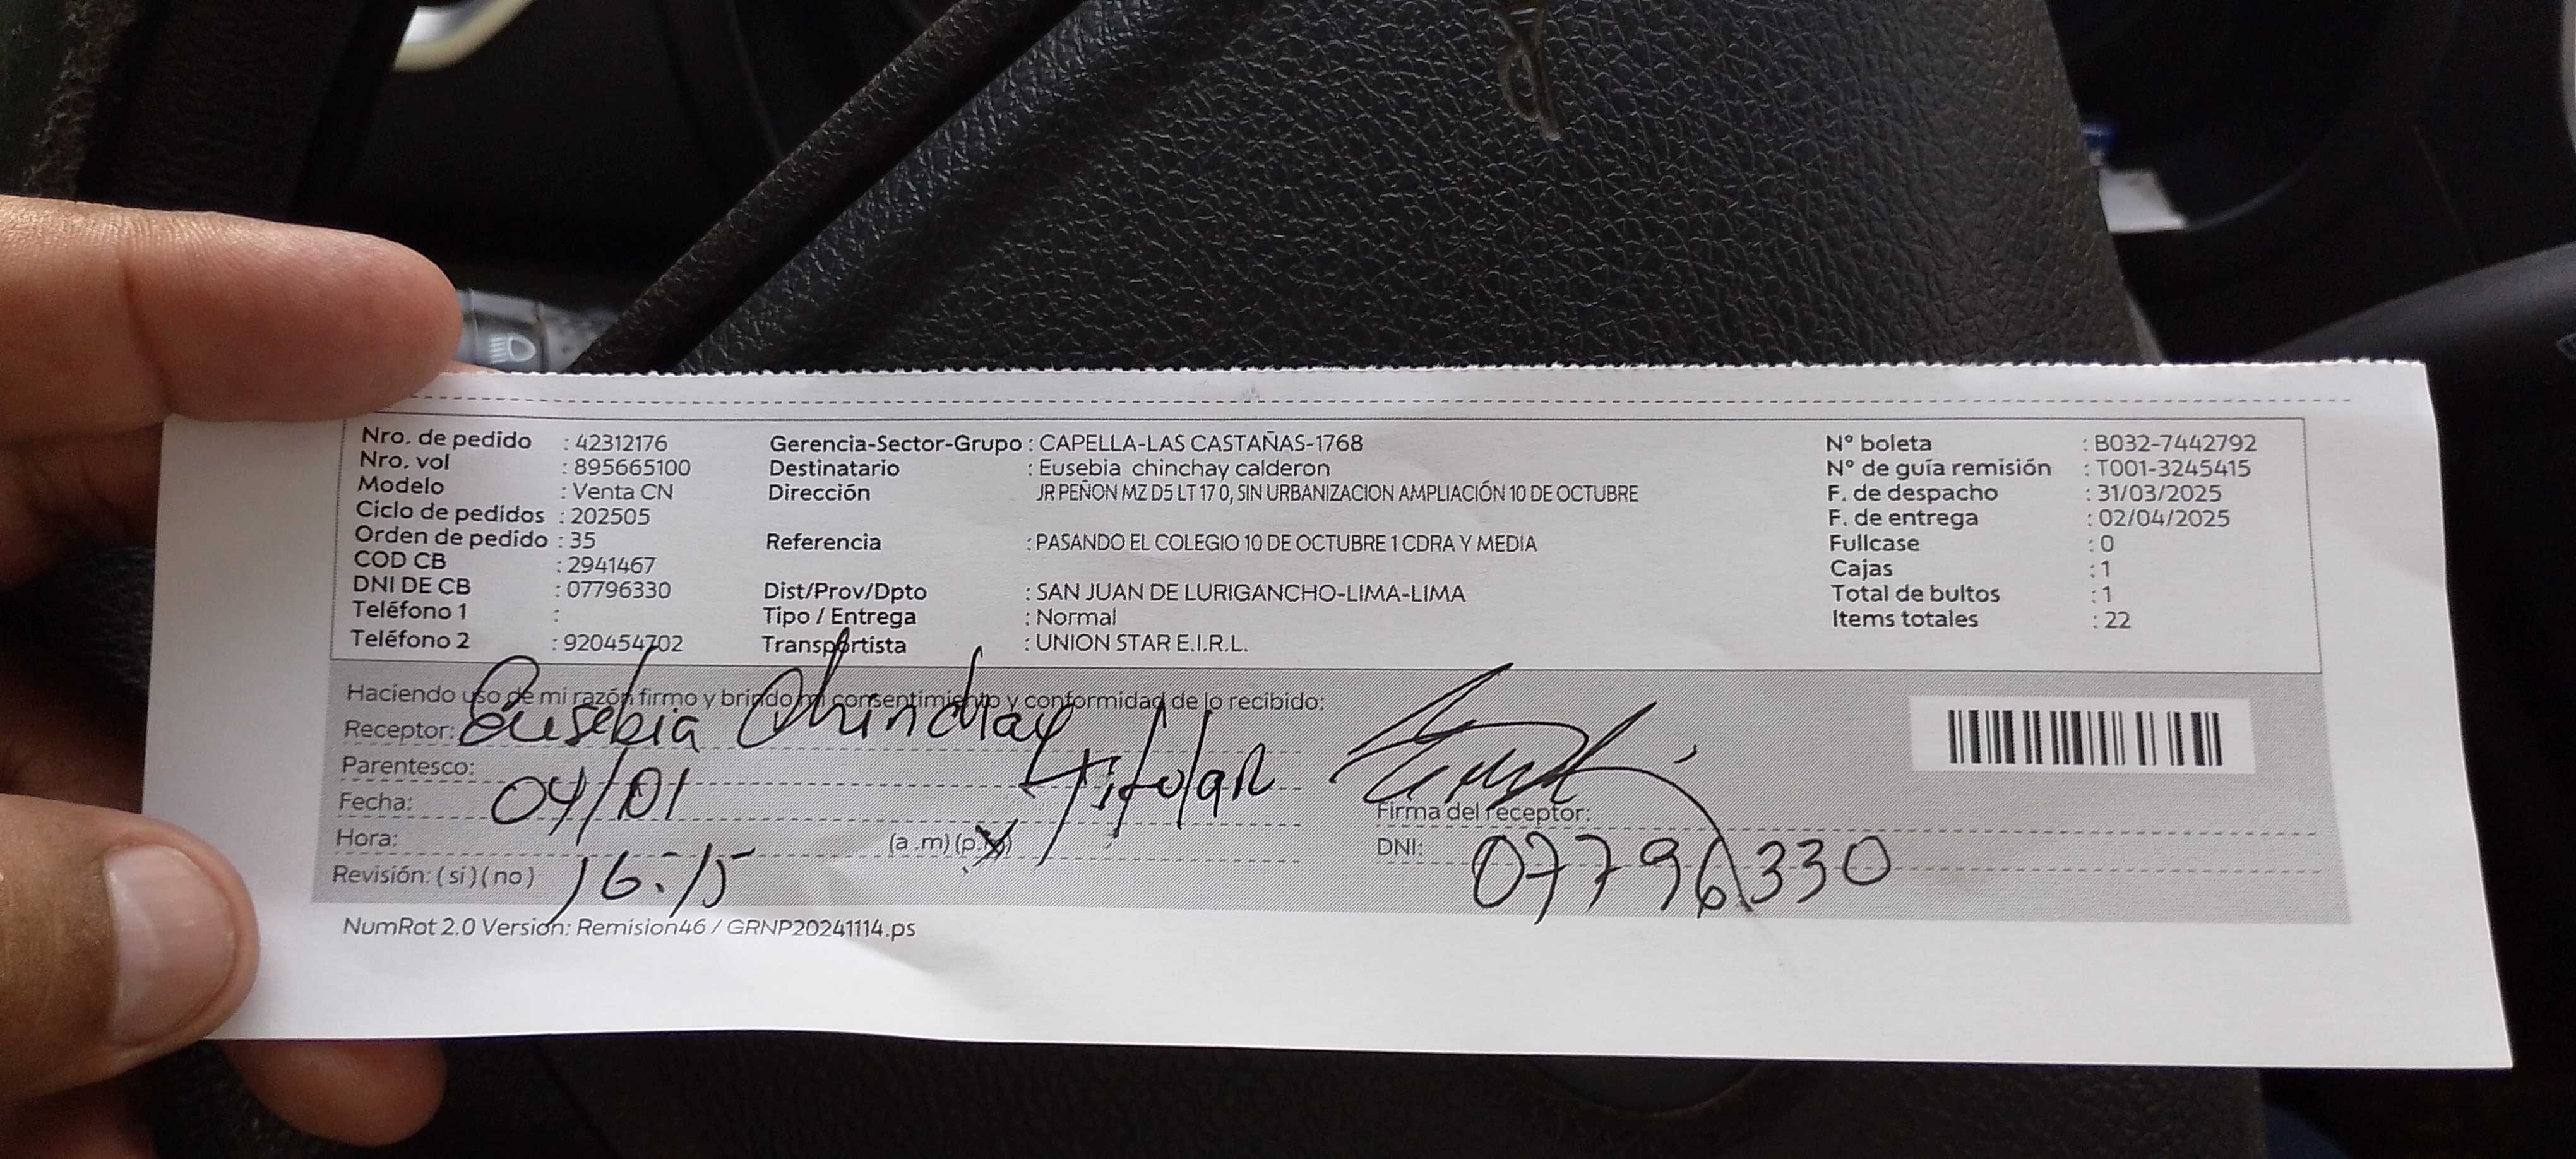 Nro. de pedido : 42312176
Nro. vol : 895665100
Modelo : Venta CN
Ciclo de pedidos : 202505
Orden de pedido : 35
COD CB : 2941467
DNI DE CB : 07796330
Teléfono 1 :
Teléfono 2 : 920454702
Gerencia-Sector-Grupo : CAPELLA-LAS CASTAÑAS-1768
Destinatario : Eusebia chinchay calderon
Dirección JR PEÑON MZ D5 LT 17 0, SIN URBANIZACION AMPLIACIÓN 10 DE OCTUBRE
Referencia : PASANDO EL COLEGIO 10 DE OCTUBRE 1 CDRA Y MEDIA
Dist/Prov/Dpto : SAN JUAN DE LURIGANCHO-LIMA-LIMA
Tipo / Entrega : Normal
Transportista : UNION STAR E.I.R.L.
N° boleta : B032-7442792
N° de guía remisión : T001-3245415
F. de despacho : 31/03/2025
F. de entrega : 02/04/2025
Fullcase : 0
Cajas : 1
Total de bultos : 1
Items totales : 22
Haciendo uso de mi razón firmo y brindo mi consentimiento y conformidad de lo recibido:
Receptor: Eusebia Chinchay
Parentesco: Titular
Fecha: 04/01
Hora: 16:15 (a .m) (p.m)
Revisión: (si) (no)
Firma del receptor:
DNI: 07796330
NumRot 2.0 Version: Remision46 / GRNP20241114.ps